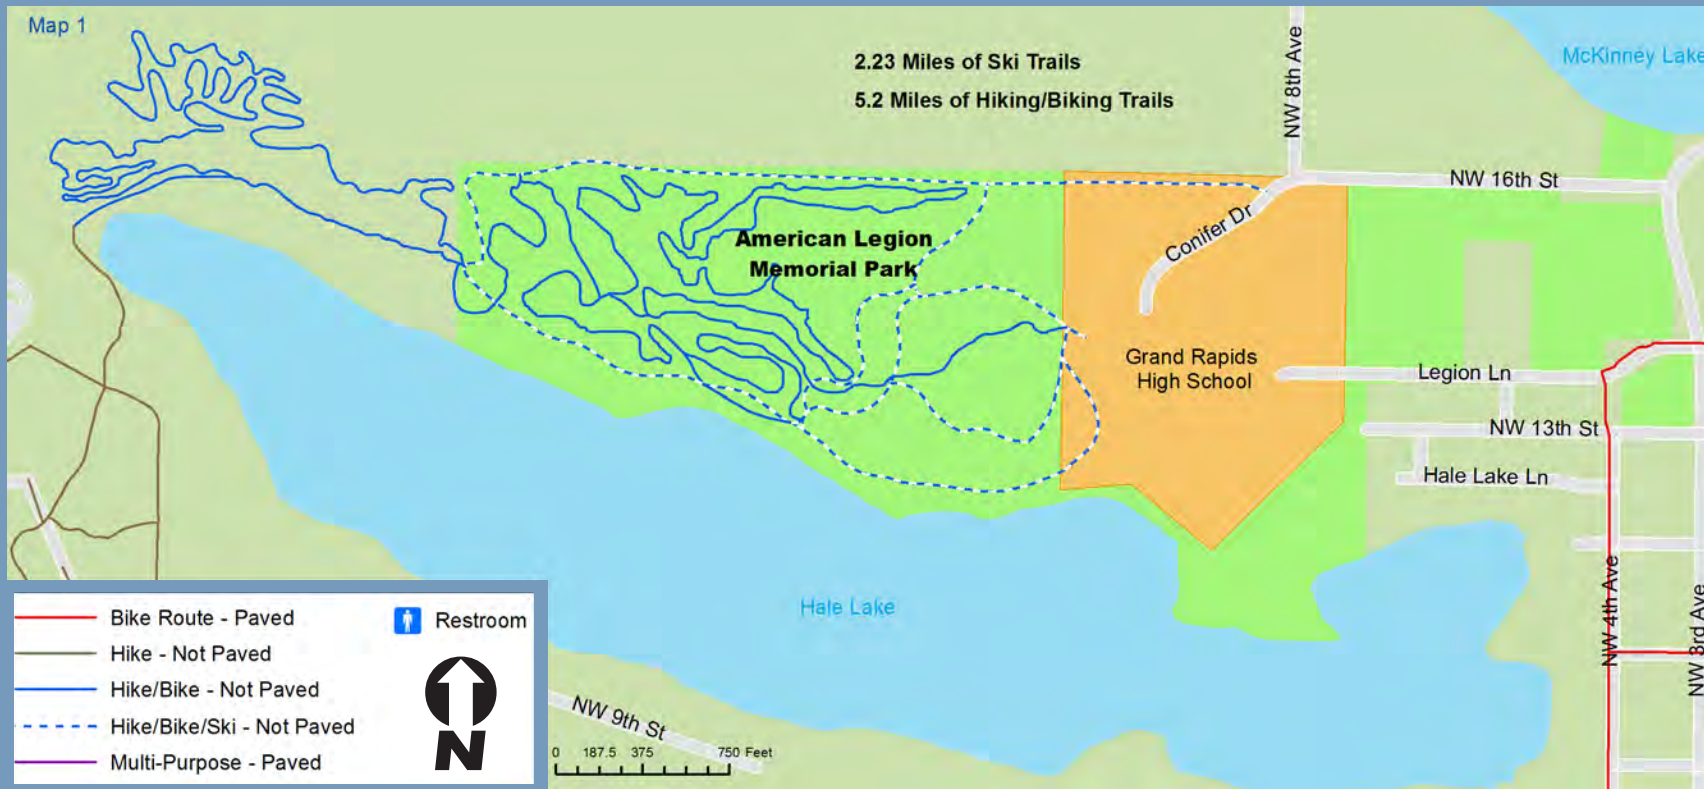 Map 1
2.23 Miles of Ski Trails
5.2 Miles of Hiking/Biking Trails
NW 8th Ave
McKinney Lake
NW 16th St
Conifer Dr
American Legion
Memorial Park
Grand Rapids
High School
Legion Ln
NW 13th St
Hale Lake Ln
Hale Lake
NW 4th Ave
NW 3rd Ave
NW 9th St
0 187.5 375 750 Feet
Bike Route - Paved
Restroom
Hike - Not Paved
Hike/Bike - Not Paved
Hike/Bike/Ski - Not Paved
Multi-Purpose - Paved
N